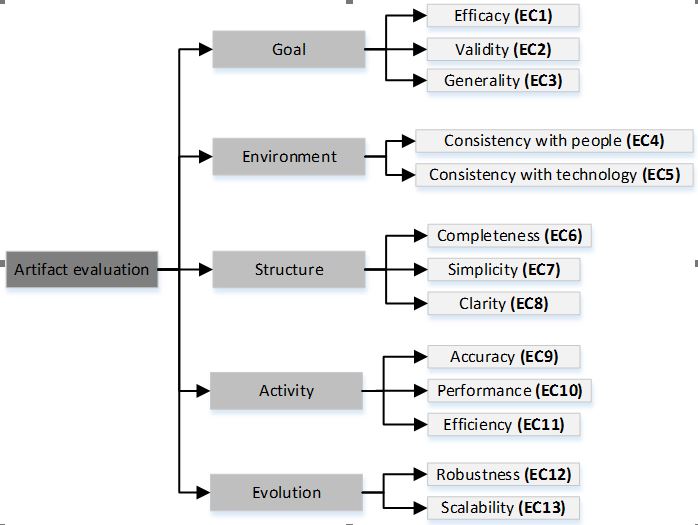 Efficacy (EC1)
Goal
Validity (EC2)
Generality (EC3)
Consistency with people (EC4)
Environment
Consistency with technology (EC5)
Completeness (EC6)
Artifact evaluation
Structure
Simplicity (EC7)
Clarity (EC8)
Accuracy (EC9)
Activity
Performance (EC10)
Efficiency (EC11)
Robustness (EC12)
Evolution
Scalability (EC13)